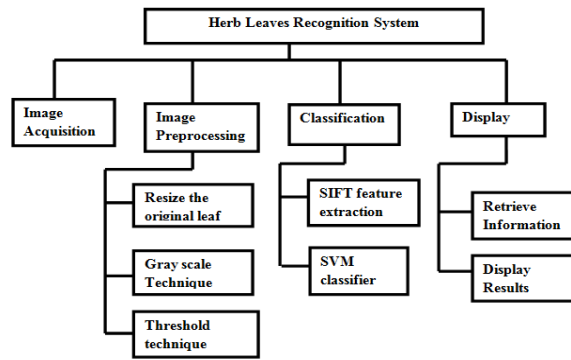 Herb Leaves Recognition System
Image
Acquisition
Image
Preprocessing
Classification
Display
Resize the
original leaf
Gray scale
Technique
Threshold
technique
SIFT feature
extraction
SVM
classifier
Retrieve
Information
Display
Results